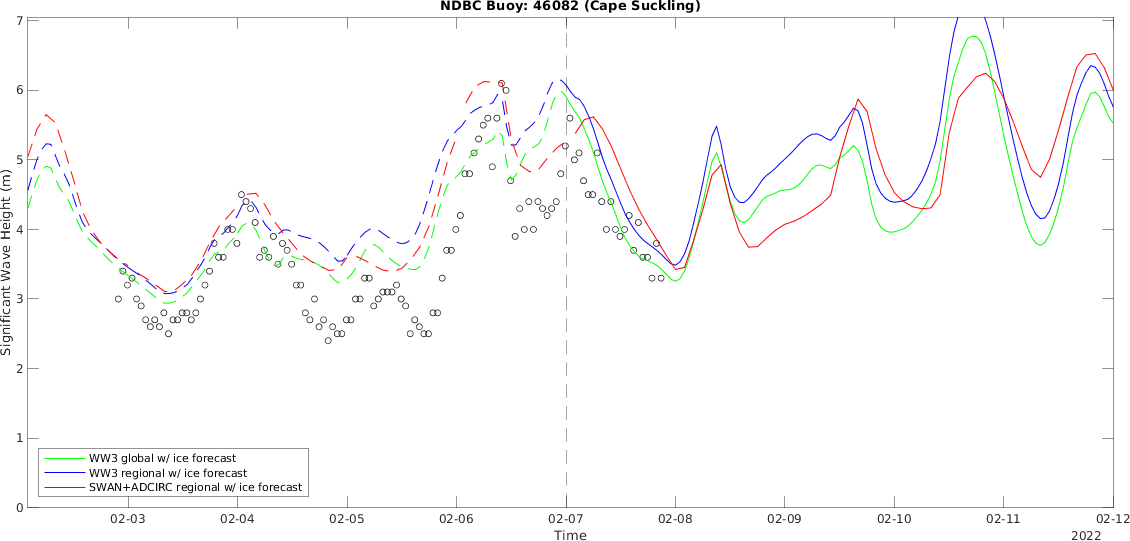 NDBC Buoy: 46082 (Cape Suckling)
7
6
5
4
3
2
1
0
Significant Wave Height (m)
WW3 global w/ ice forecast
WW3 regional w/ ice forecast
SWAN+ADCIRC regional w/ ice forecast
02-03 02-04 02-05 02-06 02-07 02-08 02-09 02-10 02-11 02-12
Time
2022